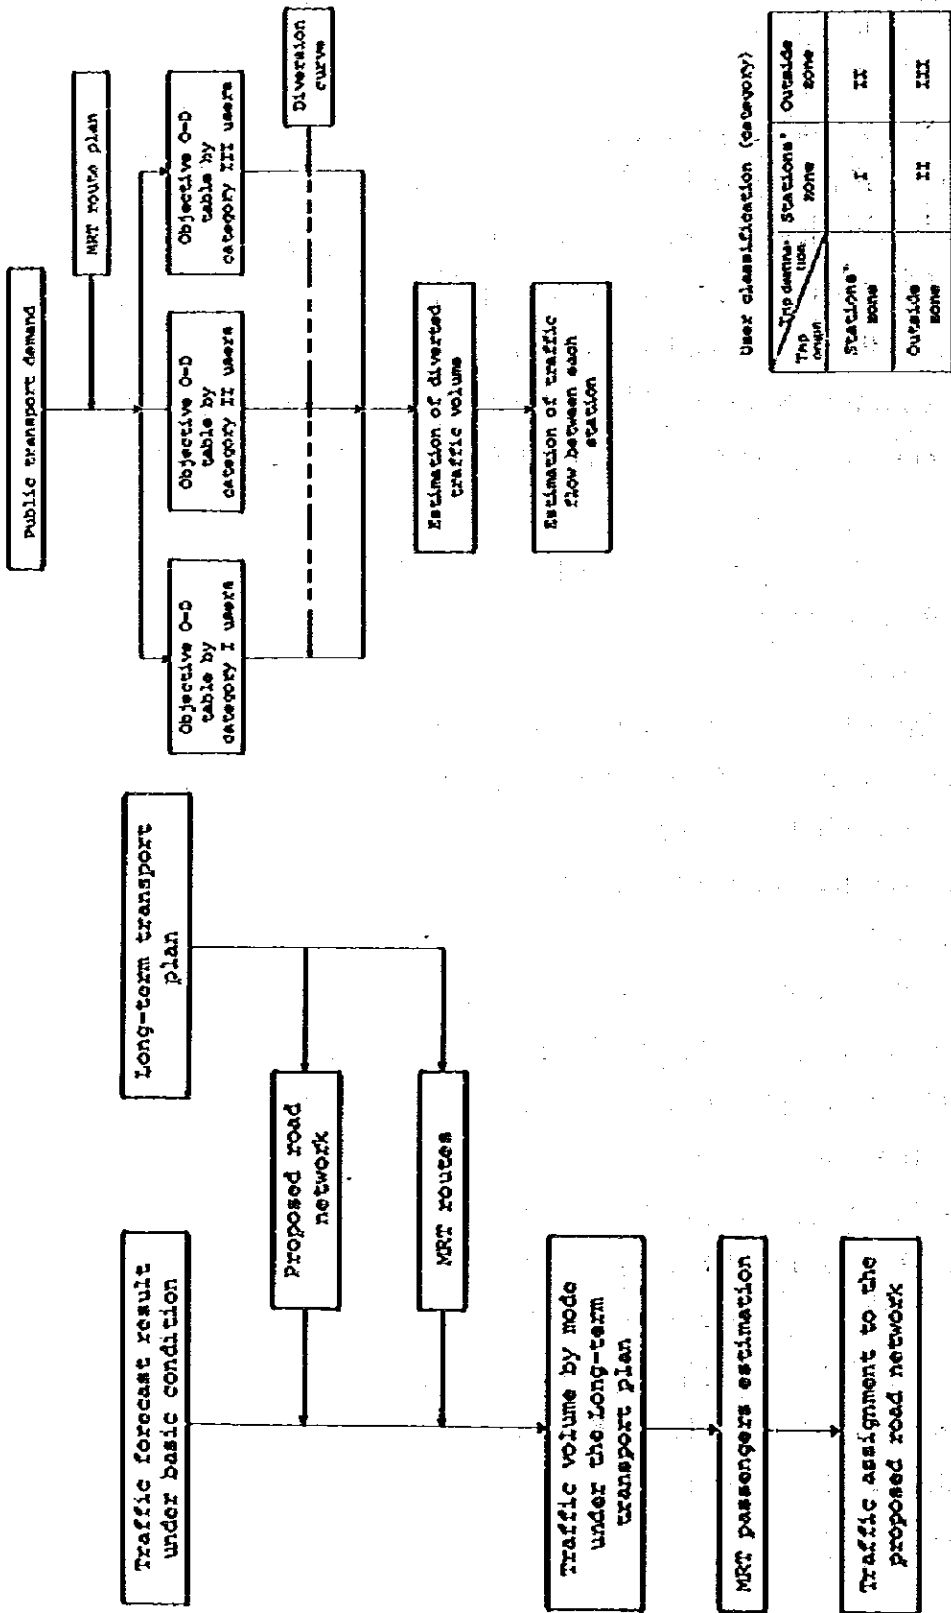 Traffic forecast result
under basic condition
Long-term transport
plan
Proposed road
network
MRT routes
Traffic volume by mode
under the Long-term
transport plan
MRT passengers estimation
Traffic assignment to the
proposed road network
Public transport demand
MRT route plan
Objective O-D
table by
category I users
Objective O-D
table by
category II users
Objective O-D
table by
category III users
Diversion
curve
Estimation of diverted
traffic volume
Estimation of traffic
flow between each
station
User classification (category)
Trip destina-
tion
Trip
origin
Stations'
zone
Outside
zone
Stations'
zone
I
II
Outside
zone
II
III